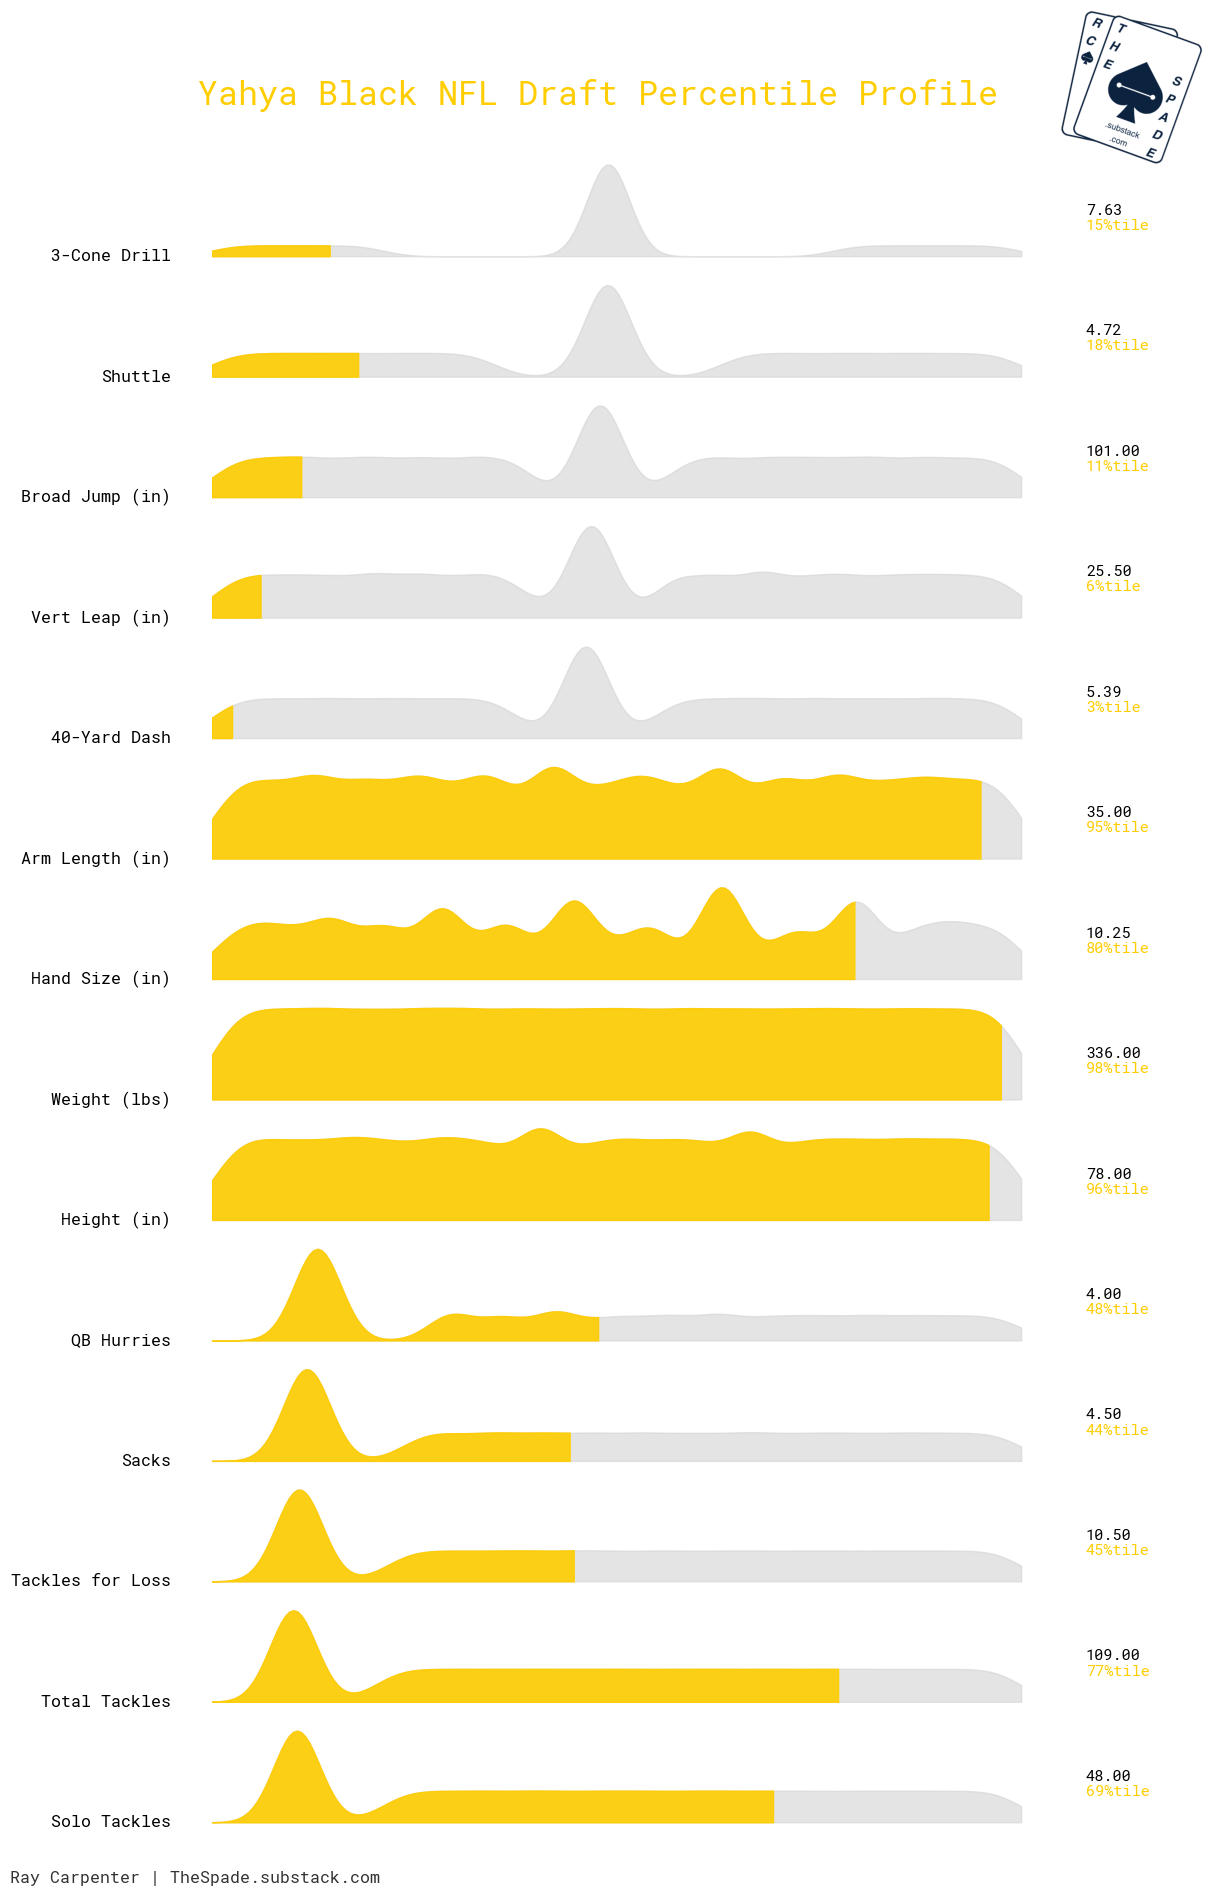 R
C
T
H
E
S
P
A
D
E
.substack
.com
Yahya Black NFL Draft Percentile Profile
3-Cone Drill
7.63
15%tile
Shuttle
4.72
18%tile
Broad Jump (in)
101.00
11%tile
Vert Leap (in)
25.50
6%tile
40-Yard Dash
5.39
3%tile
Arm Length (in)
35.00
95%tile
Hand Size (in)
10.25
80%tile
Weight (lbs)
336.00
98%tile
Height (in)
78.00
96%tile
QB Hurries
4.00
48%tile
Sacks
4.50
44%tile
Tackles for Loss
10.50
45%tile
Total Tackles
109.00
77%tile
Solo Tackles
48.00
69%tile
Ray Carpenter | TheSpade.substack.com